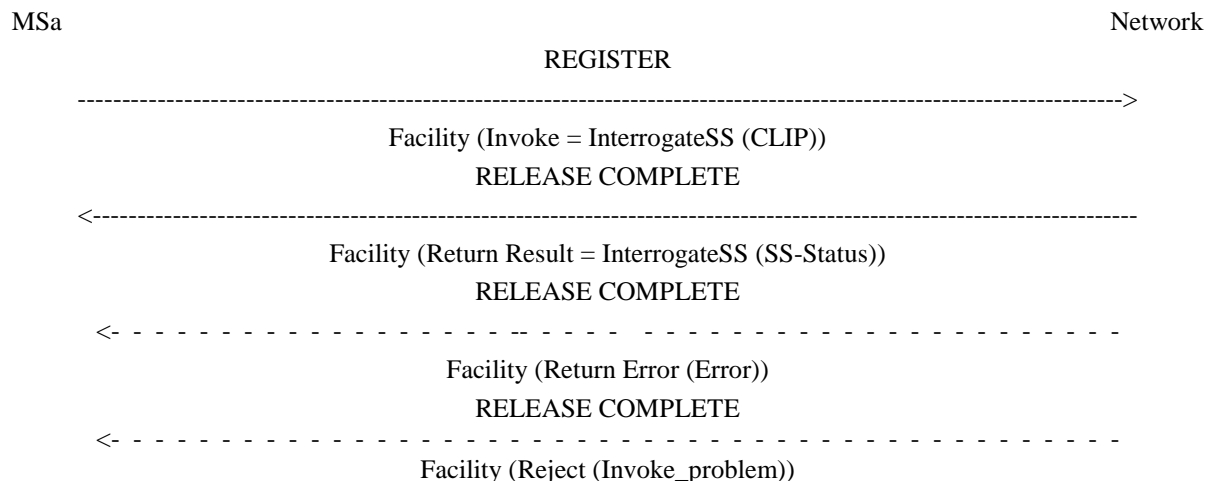 MSa Network
REGISTER
Facility (Invoke = InterrogateSS (CLIP))
RELEASE COMPLETE
Facility (Return Result = InterrogateSS (SS-Status))
RELEASE COMPLETE
Facility (Return Error (Error))
RELEASE COMPLETE
Facility (Reject (Invoke_problem))